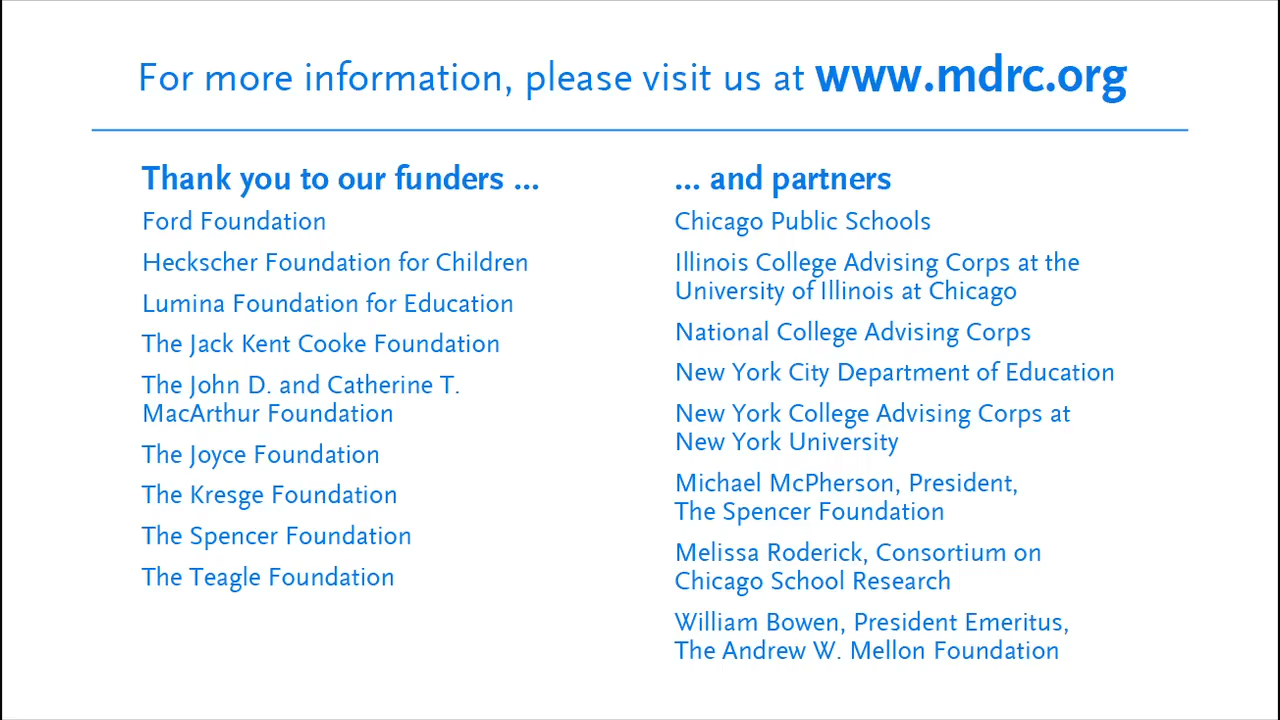 For more information, please visit us at www.mdrc.org
Thank you to our funders ...
Ford Foundation
Heckscher Foundation for Children
Lumina Foundation for Education
The Jack Kent Cooke Foundation
The John D. and Catherine T.
MacArthur Foundation
The Joyce Foundation
The Kresge Foundation
The Spencer Foundation
The Teagle Foundation
... and partners
Chicago Public Schools
Illinois College Advising Corps at the
University of Illinois at Chicago
National College Advising Corps
New York City Department of Education
New York College Advising Corps at
New York University
Michael McPherson, President,
The Spencer Foundation
Melissa Roderick, Consortium on
Chicago School Research
William Bowen, President Emeritus,
The Andrew W. Mellon Foundation